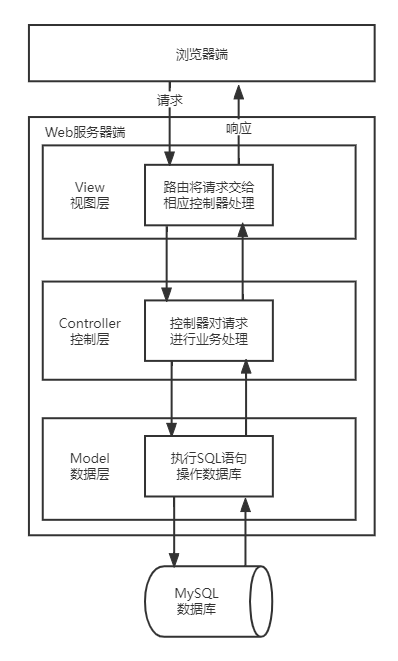 浏览器端
请求
响应
Web服务器端
View
视图层
路由将请求交给
相应控制器处理
Controller
控制层
控制器对请求
进行业务处理
Model
数据层
执行SQL语句
操作数据库
MySQL
数据库